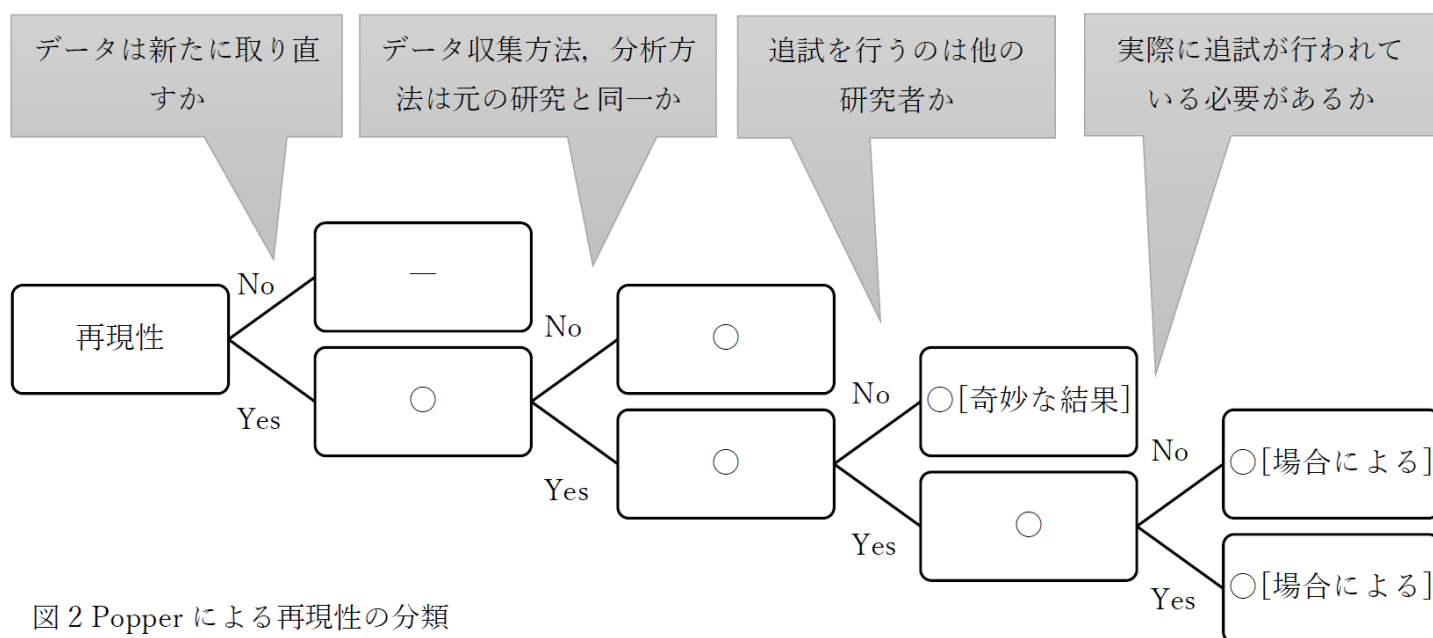 データは新たに取り直
すか
データ収集方法，分析方
法は元の研究と同一か
追試を行うのは他の
研究者か
実際に追試が行われて
いる必要があるか
再現性
No
―
Yes
○
No
○
Yes
○
No
○[奇妙な結果]
Yes
○
No
○[場合による]
Yes
○[場合による]
図 2 Popper による再現性の分類